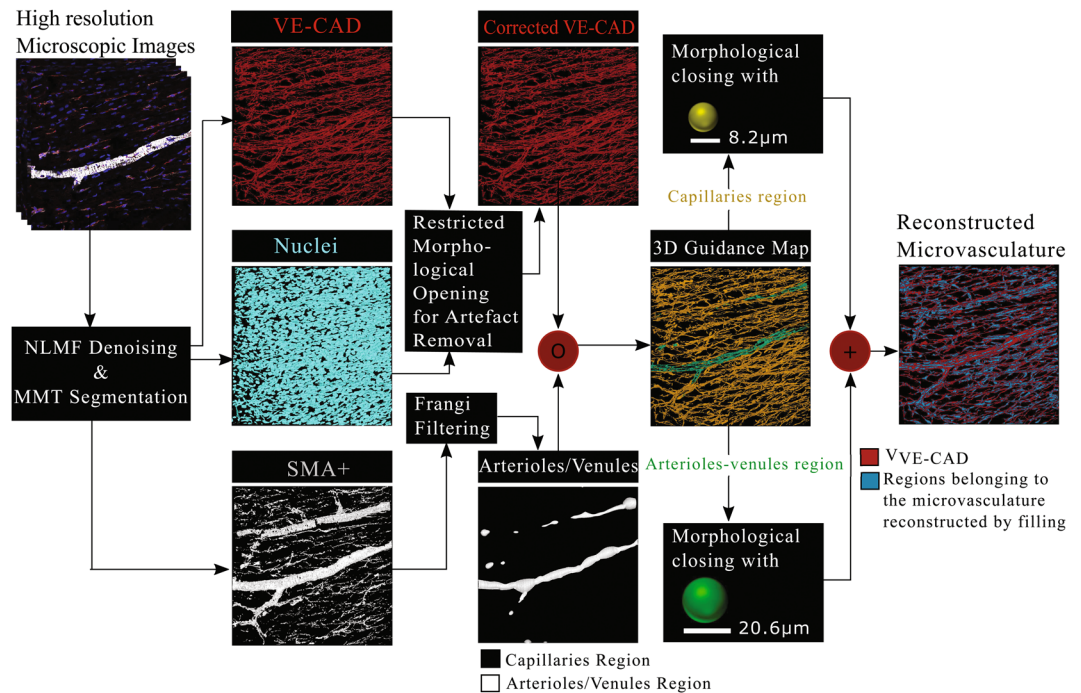 High resolution
Microscopic Images
VE-CAD
Corrected VE-CAD
Morphological
closing with
8.2µm
Capillaries region
Nuclei
Restricted
Morpho-
logical
Opening
for Artefact
Removal
3D Guidance Map
Reconstructed
Microvasculature
NLMF Denoising
&
MMT Segmentation
O
+
Frangi
Filtering
SMA+
Arterioles/Venules
Arterioles-venules region
VVE-CAD
Regions belonging to
the microvasculature
reconstructed by filling
Morphological
closing with
20.6µm
Capillaries Region
Arterioles/Venules Region